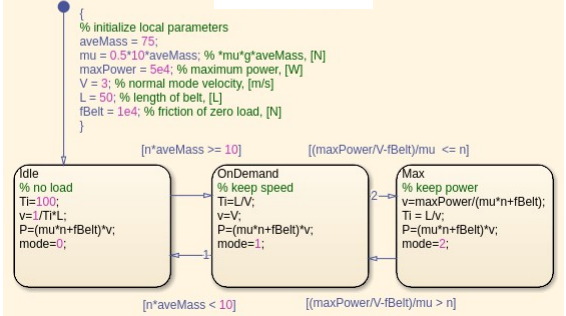 {
% initialize local parameters
aveMass = 75;
mu = 0.5*10*aveMass; % *mu*g*aveMass, [N]
maxPower = 5e4; % maximum power, [W]
V = 3; % normal mode velocity, [m/s]
L = 50; % length of belt, [L]
fBelt = 1e4; % friction of zero load, [N]
}
[n*aveMass >= 10]
[(maxPower/V-fBelt)/mu <= n]
Idle
% no load
Ti=100;
v=1/Ti*L;
P=(mu*n+fBelt)*v;
mode=0;
OnDemand
% keep speed
Ti=L/V;
v=V;
P=(mu*n+fBelt)*v;
mode=1;
1
2
Max
% keep power
v=maxPower/(mu*n+fBelt);
Ti = L/v;
P=(mu*n+fBelt)*v;
mode=2;
[n*aveMass < 10]
[(maxPower/V-fBelt)/mu > n]